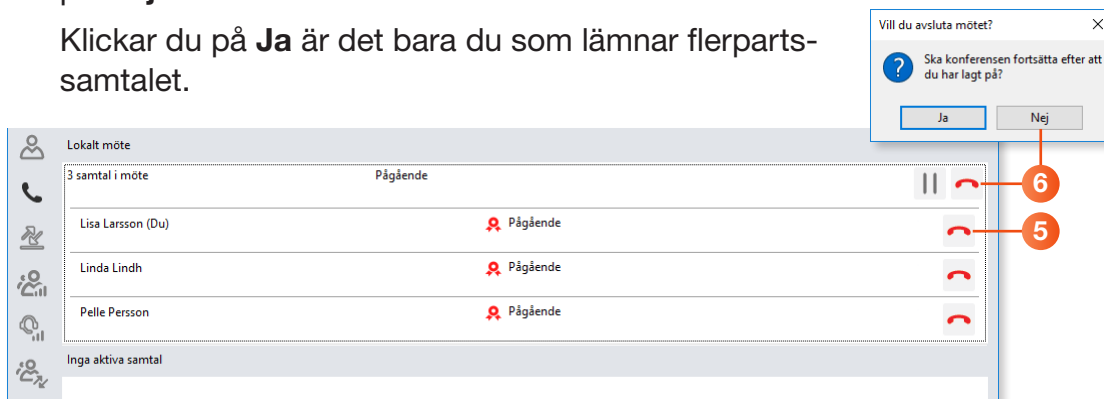 Klickar du på Ja är det bara du som lämnar flerparts-
samtalet.
Vill du avsluta mötet?
Ska konferensen fortsätta efter att
du har lagt på?
Ja
Nej
Lokalt möte
3 samtal i möte
Pågående
6
Lisa Larsson (Du)
Pågående
5
Linda Lindh
Pågående
Pelle Persson
Pågående
Inga aktiva samtal